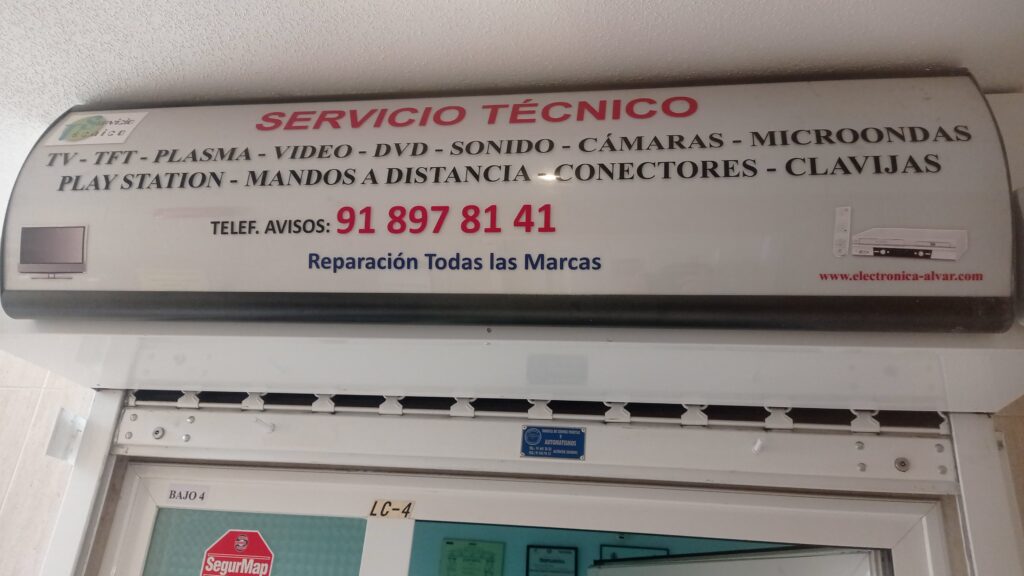 SERVICIO TÉCNICO
TV - TFT - PLASMA - VIDEO - DVD - SONIDO - CÁMARAS - MICROONDAS
PLAY STATION - MANDOS A DISTANCIA - CONECTORES - CLAVIJAS
TELEF. AVISOS: 91 897 81 41
Reparación Todas las Marcas
www.electronica-alvar.com
AUTOMATISMOS
BAJO 4
LC-4
SegurMap